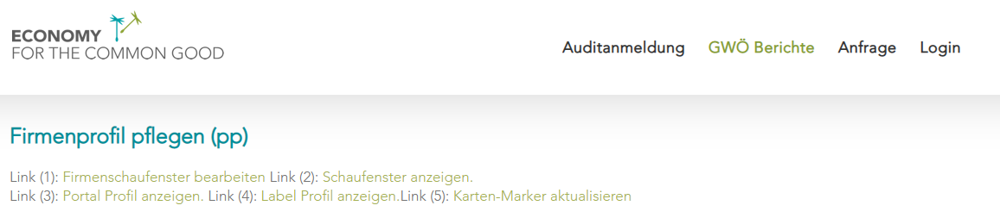 ECONOMY
FOR THE COMMON GOOD
Auditanmeldung GWÖ Berichte Anfrage Login
Firmenprofil pflegen (pp)
Link (1): Firmenschaufenster bearbeiten Link (2): Schaufenster anzeigen.
Link (3): Portal Profil anzeigen. Link (4): Label Profil anzeigen.Link (5): Karten-Marker aktualisieren